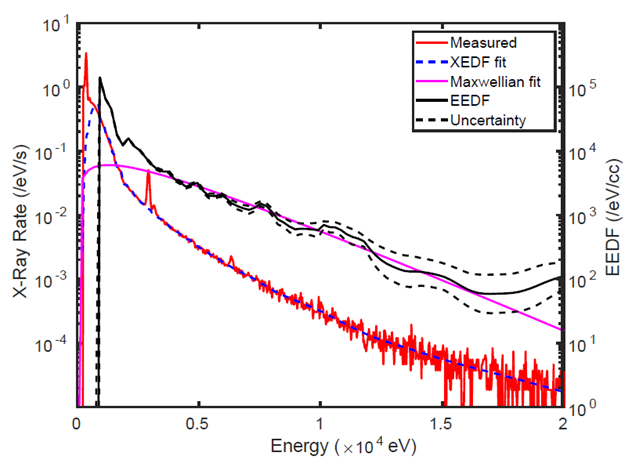 Measured
XEDF fit
Maxwellian fit
EEDF
Uncertainty
10^1
10^0
10^-1
10^-2
10^-3
10^-4
X-Ray Rate (/eV/s)
10^5
10^4
10^3
10^2
10^1
10^0
EEDF (/eV/cc)
0
0.5
1
1.5
2
Energy (×10^4 eV)